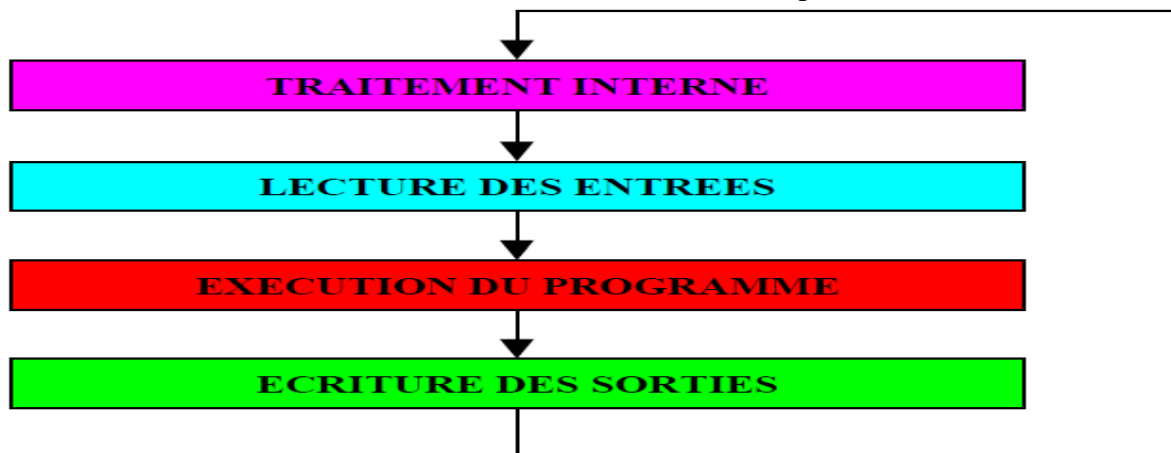 TRAITEMENT INTERNE
LECTURE DES ENTREES
EXECUTION DU PROGRAMME
ECRITURE DES SORTIES